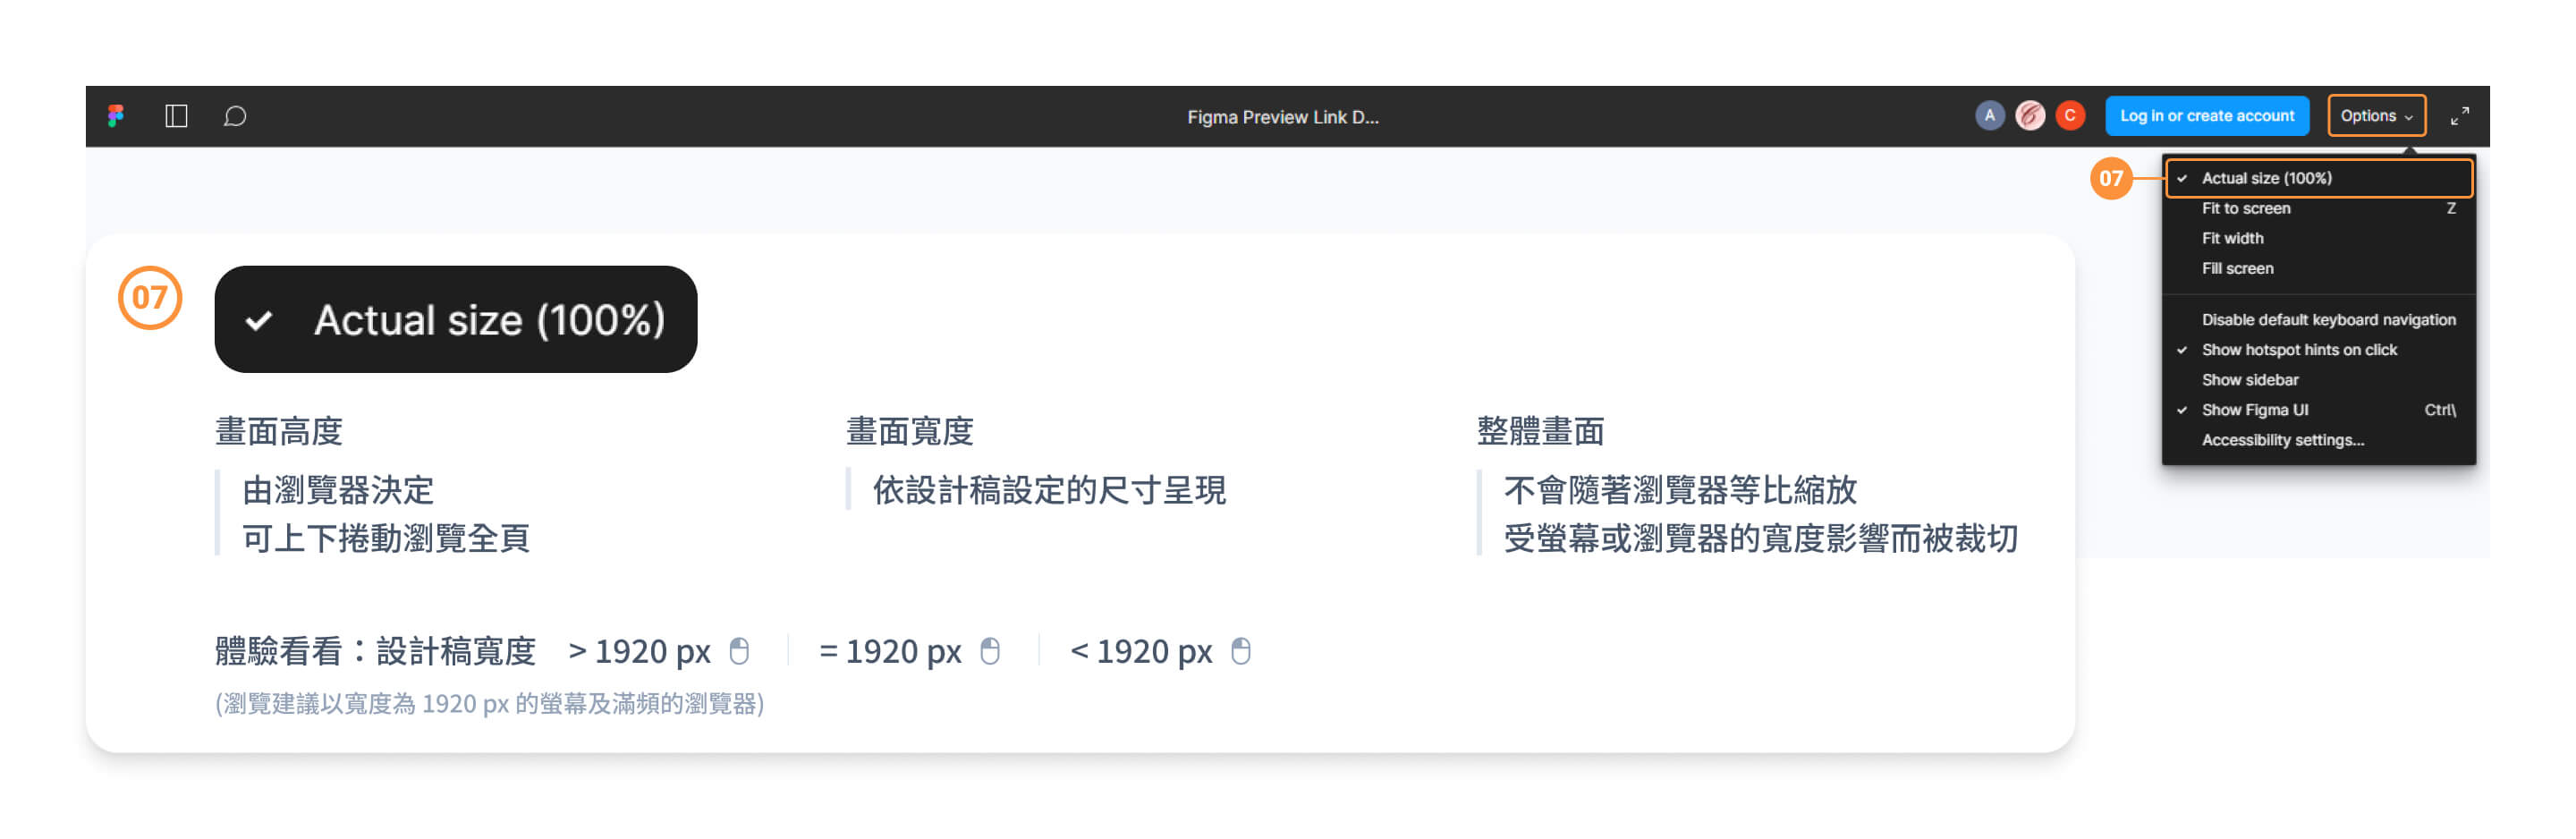 Figma Preview Link D...
A
C
Log in or create account
Options
07
Actual size (100%)
Fit to screen Z
Fit width
Fill screen
Disable default keyboard navigation
Show hotspot hints on click
Show sidebar
Show Figma UI Ctrl\
Accessibility settings...
07
Actual size (100%)
畫面高度
由瀏覽器決定
可上下捲動瀏覽全頁
畫面寬度
依設計稿設定的尺寸呈現
整體畫面
不會隨著瀏覽器等比縮放
受螢幕或瀏覽器的寬度影響而被裁切
體驗看看：設計稿寬度 > 1920 px = 1920 px < 1920 px
(瀏覽建議以寬度為 1920 px 的螢幕及滿頻的瀏覽器)